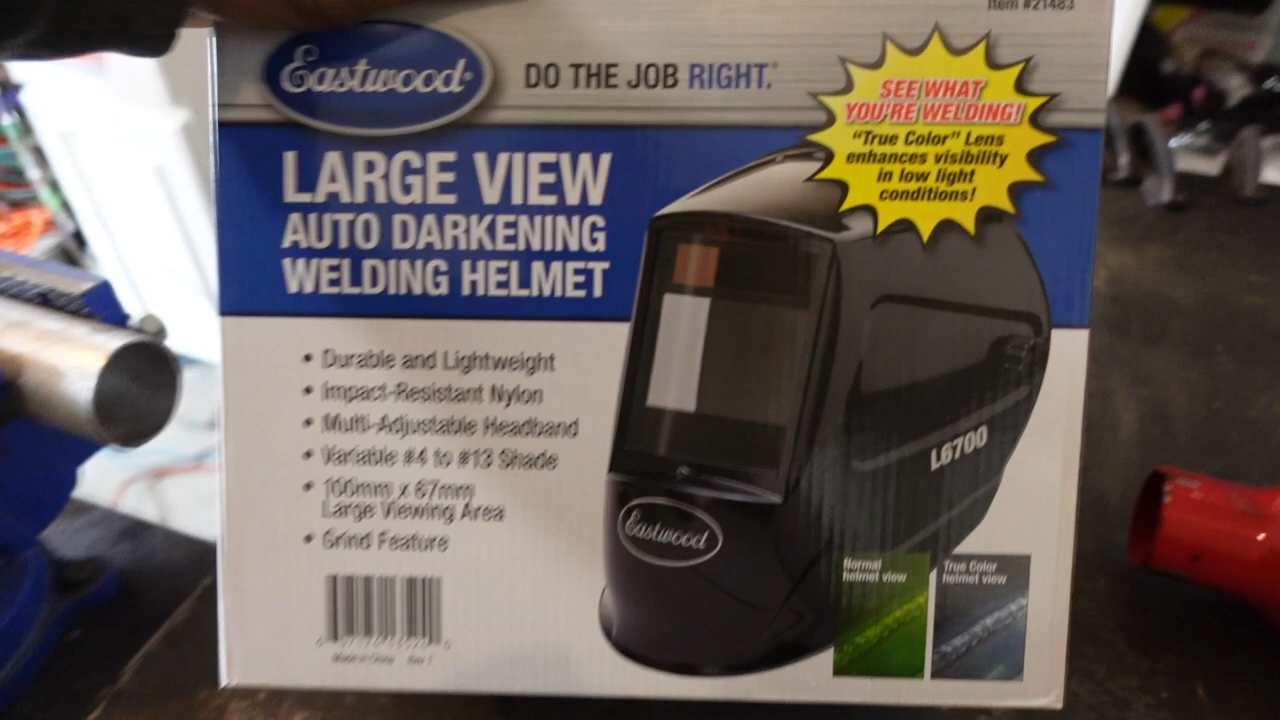 Item #21483
Eastwood
DO THE JOB RIGHT.
SEE WHAT
YOU'RE WELDING!
"True Color" Lens
enhances visibility
in low light
conditions!
LARGE VIEW
AUTO DARKENING
WELDING HELMET
• Durable and Lightweight
• Impact-Resistant Nylon
• Multi-Adjustable Headband
• Variable #4 to #13 Shade
• 100mm x 67mm
Large Viewing Area
• Grind Feature
L6700
Eastwood
Normal
helmet view
True Color
helmet view
Made in China